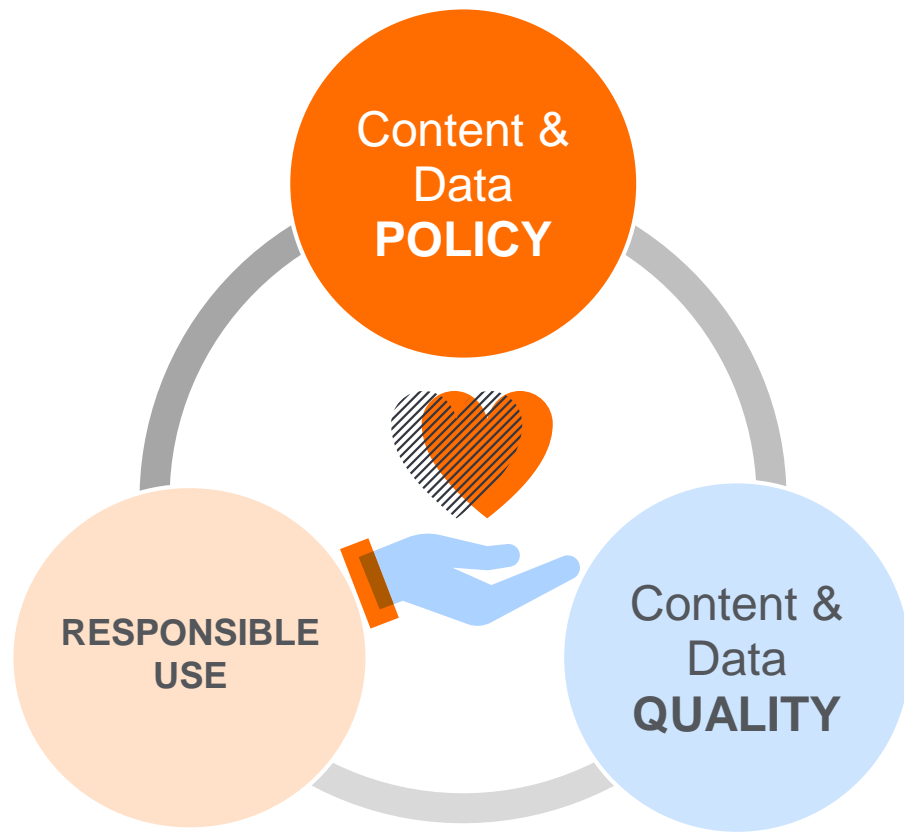 Content &
Data
POLICY
RESPONSIBLE
USE
Content &
Data
QUALITY